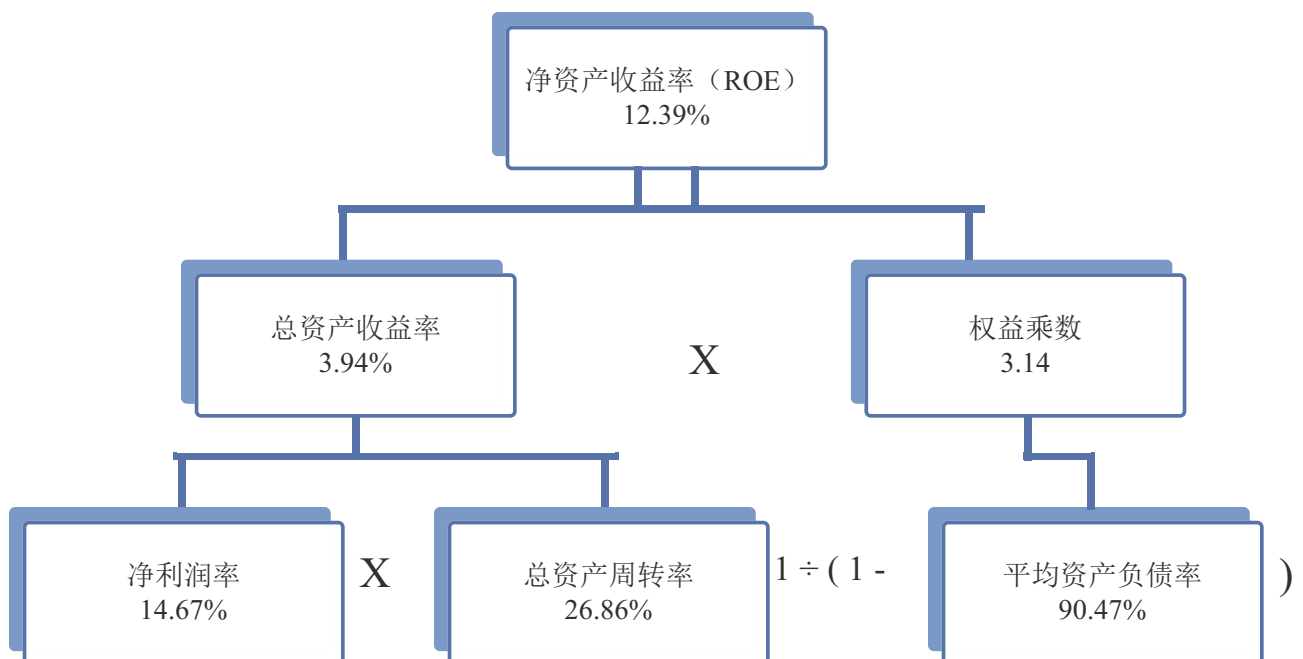 净资产收益率（ROE）
12.39%
总资产收益率
3.94%
X
权益乘数
3.14
净利润率
14.67%
X
总资产周转率
26.86%
1 ÷ ( 1 -
平均资产负债率
90.47%
)